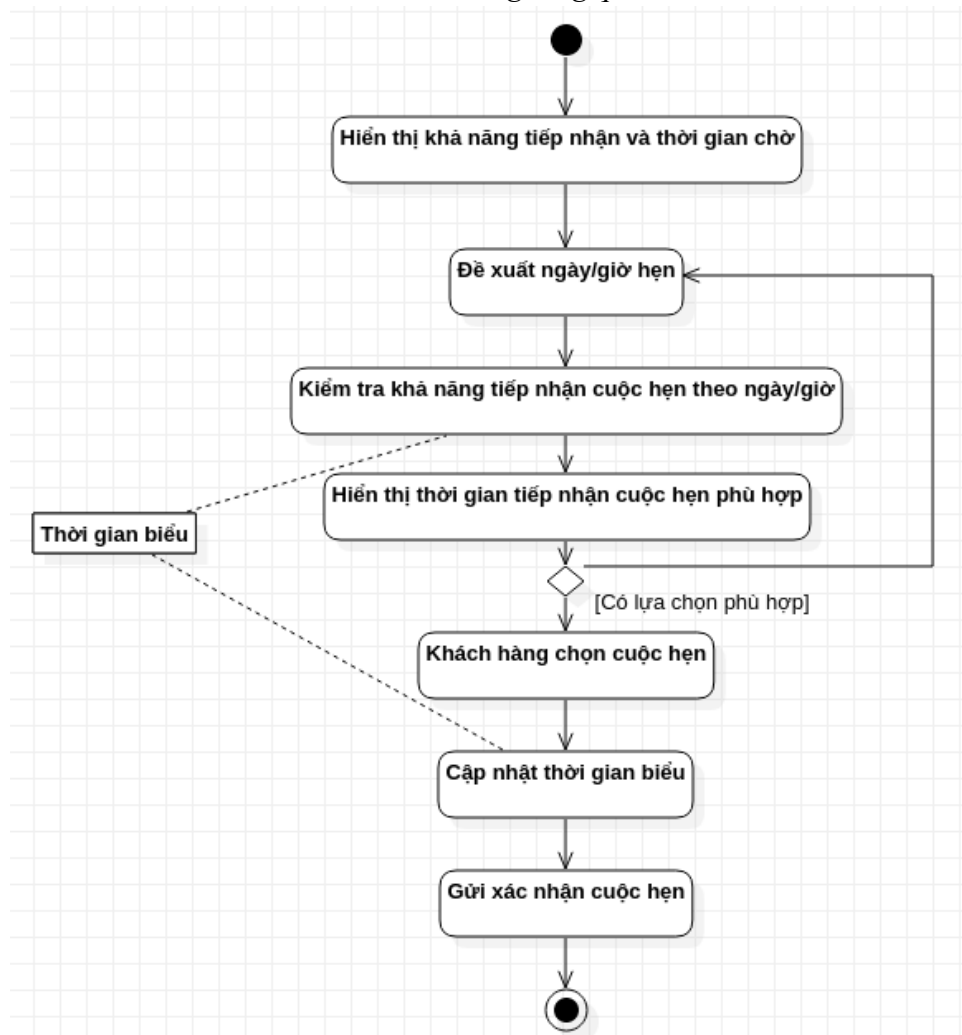 Hiển thị khả năng tiếp nhận và thời gian chờ
Đề xuất ngày/giờ hẹn
Kiểm tra khả năng tiếp nhận cuộc hẹn theo ngày/giờ
Hiển thị thời gian tiếp nhận cuộc hẹn phù hợp
Thời gian biểu
[Có lựa chọn phù hợp]
Khách hàng chọn cuộc hẹn
Cập nhật thời gian biểu
Gửi xác nhận cuộc hẹn